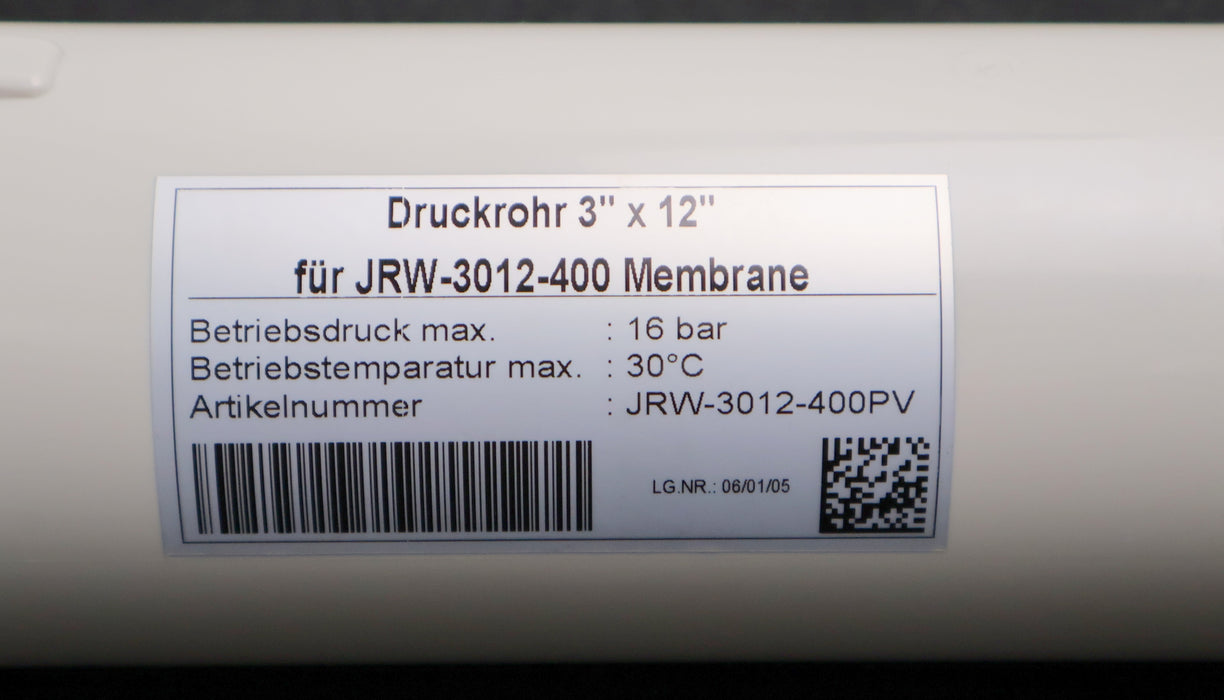 Druckrohr 3" x 12"
für JRW-3012-400 Membrane
Betriebsdruck max. : 16 bar
Betriebstemparatur max. : 30°C
Artikelnummer : JRW-3012-400PV
LG.NR.: 06/01/05